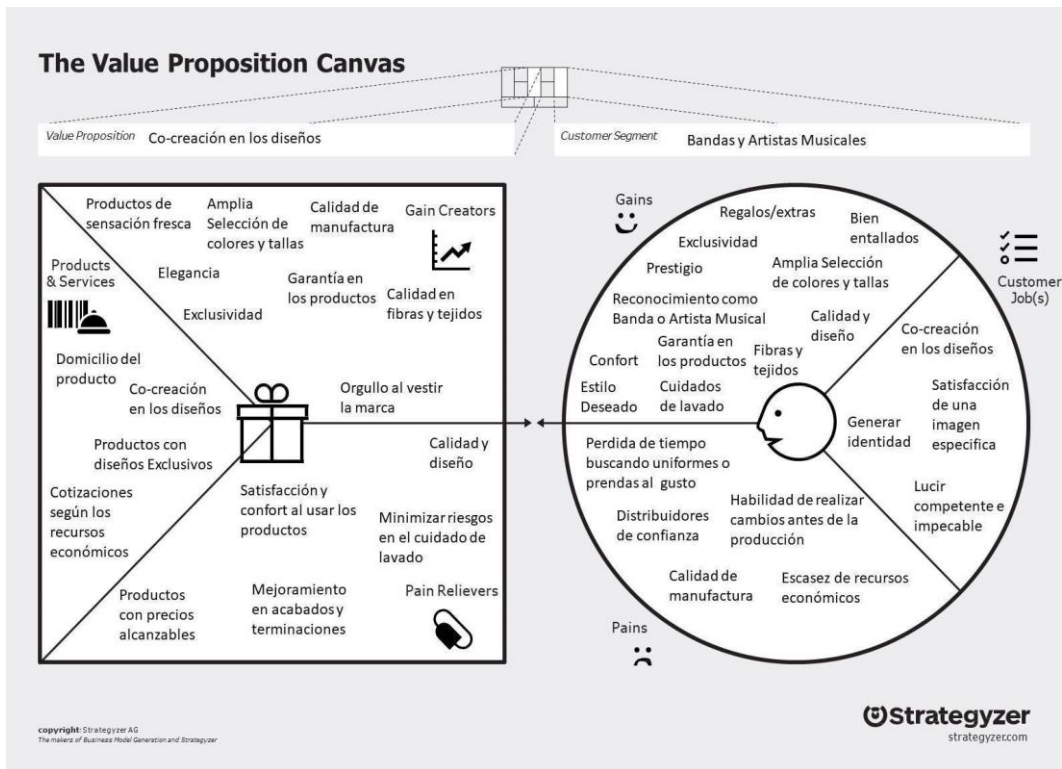 The Value Proposition Canvas
Value Proposition
Co-creación en los diseños
Customer Segment
Bandas y Artistas Musicales
Productos de
sensación fresca
Amplia
Selección de
colores y tallas
Calidad de
manufactura
Gain Creators
Products
& Services
Elegancia
Garantía en
los productos
Calidad en
fibras y tejidos
Exclusividad
Domicilio del
producto
Co-creación
en los diseños
Orgullo al vestir
la marca
Productos con
diseños Exclusivos
Calidad y
diseño
Cotizaciones
según los
recursos
económicos
Satisfacción y
confort al usar los
productos
Minimizar riesgos
en el cuidado de
lavado
Productos
con precios
alcanzables
Mejoramiento
en acabados y
terminaciones
Pain Relievers
Gains
Regalos/extras
Bien
entallados
Exclusividad
Prestigio
Amplia Selección
de colores y tallas
Customer
Job(s)
Reconocimiento como
Banda o Artista Musical
Calidad y
diseño
Co-creación
en los diseños
Garantía en
los productos
Fibras y
tejidos
Confort
Estilo
Deseado
Cuidados
de lavado
Satisfacción
de una
imagen
especifica
Generar
identidad
Perdida de tiempo
buscando uniformes o
prendas al gusto
Lucir
competente e
impecable
Habilidad de realizar
cambios antes de la
producción
Distribuidores
de confianza
Calidad de
manufactura
Escasez de recursos
económicos
Pains
copyright: Strategyzer AG
The makers of Business Model Generation and Strategyzer
Strategyzer
strategyzer.com